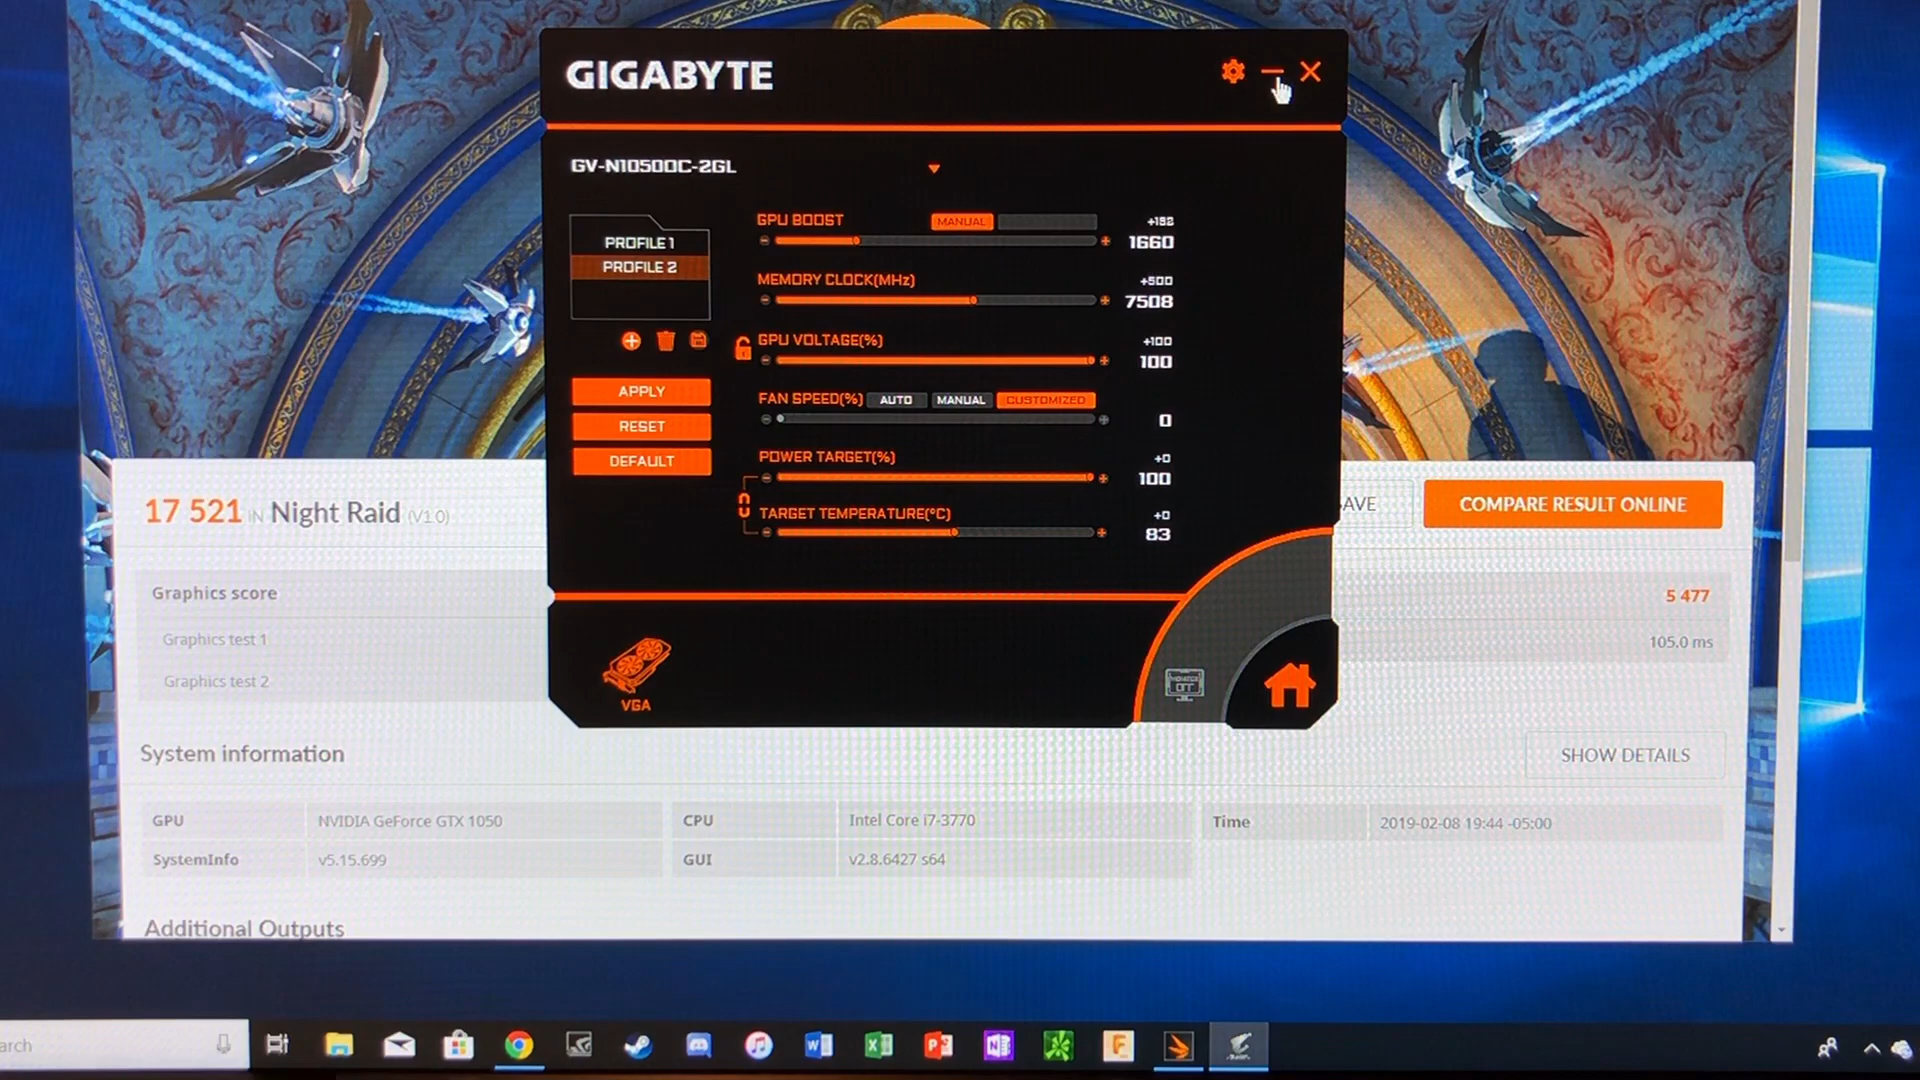 GIGABYTE
GV-N1050OC-2GL
PROFILE 1
PROFILE 2
APPLY
RESET
DEFAULT
GPU BOOST MANUAL +152 1660
MEMORY CLOCK(MHz) +500 7508
GPU VOLTAGE(%) +100 100
FAN SPEED(%) AUTO MANUAL CUSTOMIZED 0
POWER TARGET(%) +0 100
TARGET TEMPERATURE(°C) +0 83
VGA
17 521 IN Night Raid (V1.0)
AVE
COMPARE RESULT ONLINE
Graphics score
5 477
Graphics test 1
105.0 ms
Graphics test 2
System information
SHOW DETAILS
GPU NVIDIA GeForce GTX 1050 CPU Intel Core i7-3770 Time 2019-02-08 19:44 -05:00
SystemInfo v5.15.699 GUI v2.8.6427 s64
Additional Outputs
arch